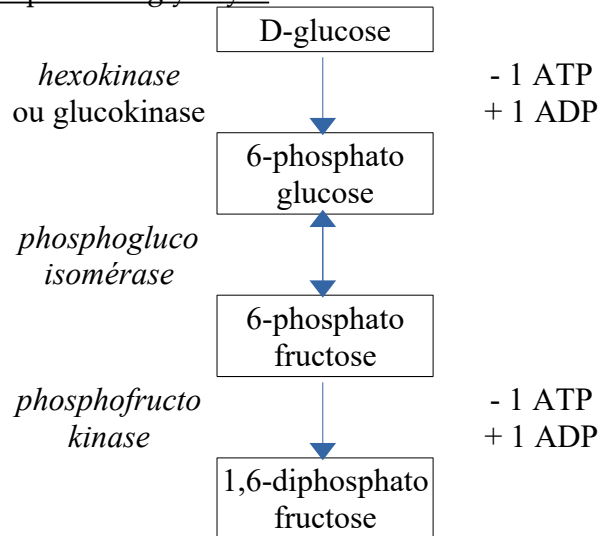 D-glucose
hexokinase
ou glucokinase
- 1 ATP
+ 1 ADP
6-phosphato
glucose
phosphogluco
isomérase
6-phosphato
fructose
phosphofructo
kinase
- 1 ATP
+ 1 ADP
1,6-diphosphato
fructose